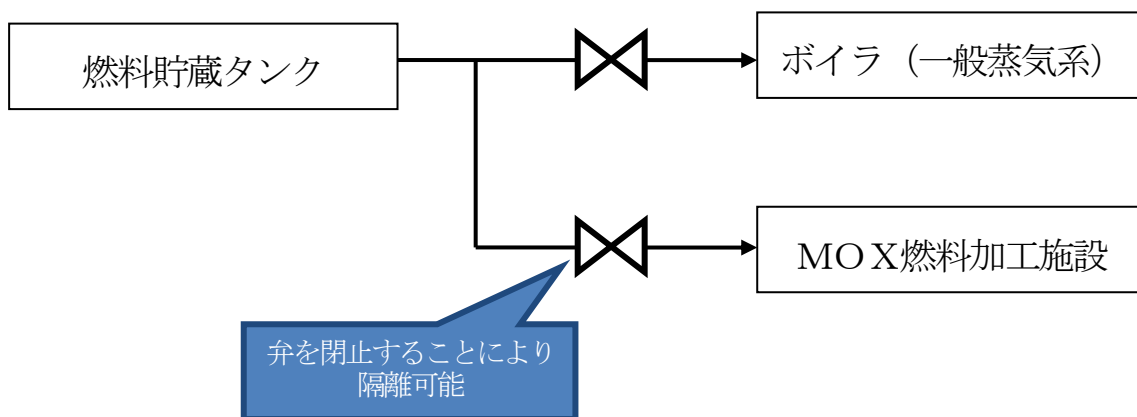 燃料貯蔵タンク
ボイラ（一般蒸気系）
ＭＯＸ燃料加工施設
弁を閉止することにより
隔離可能